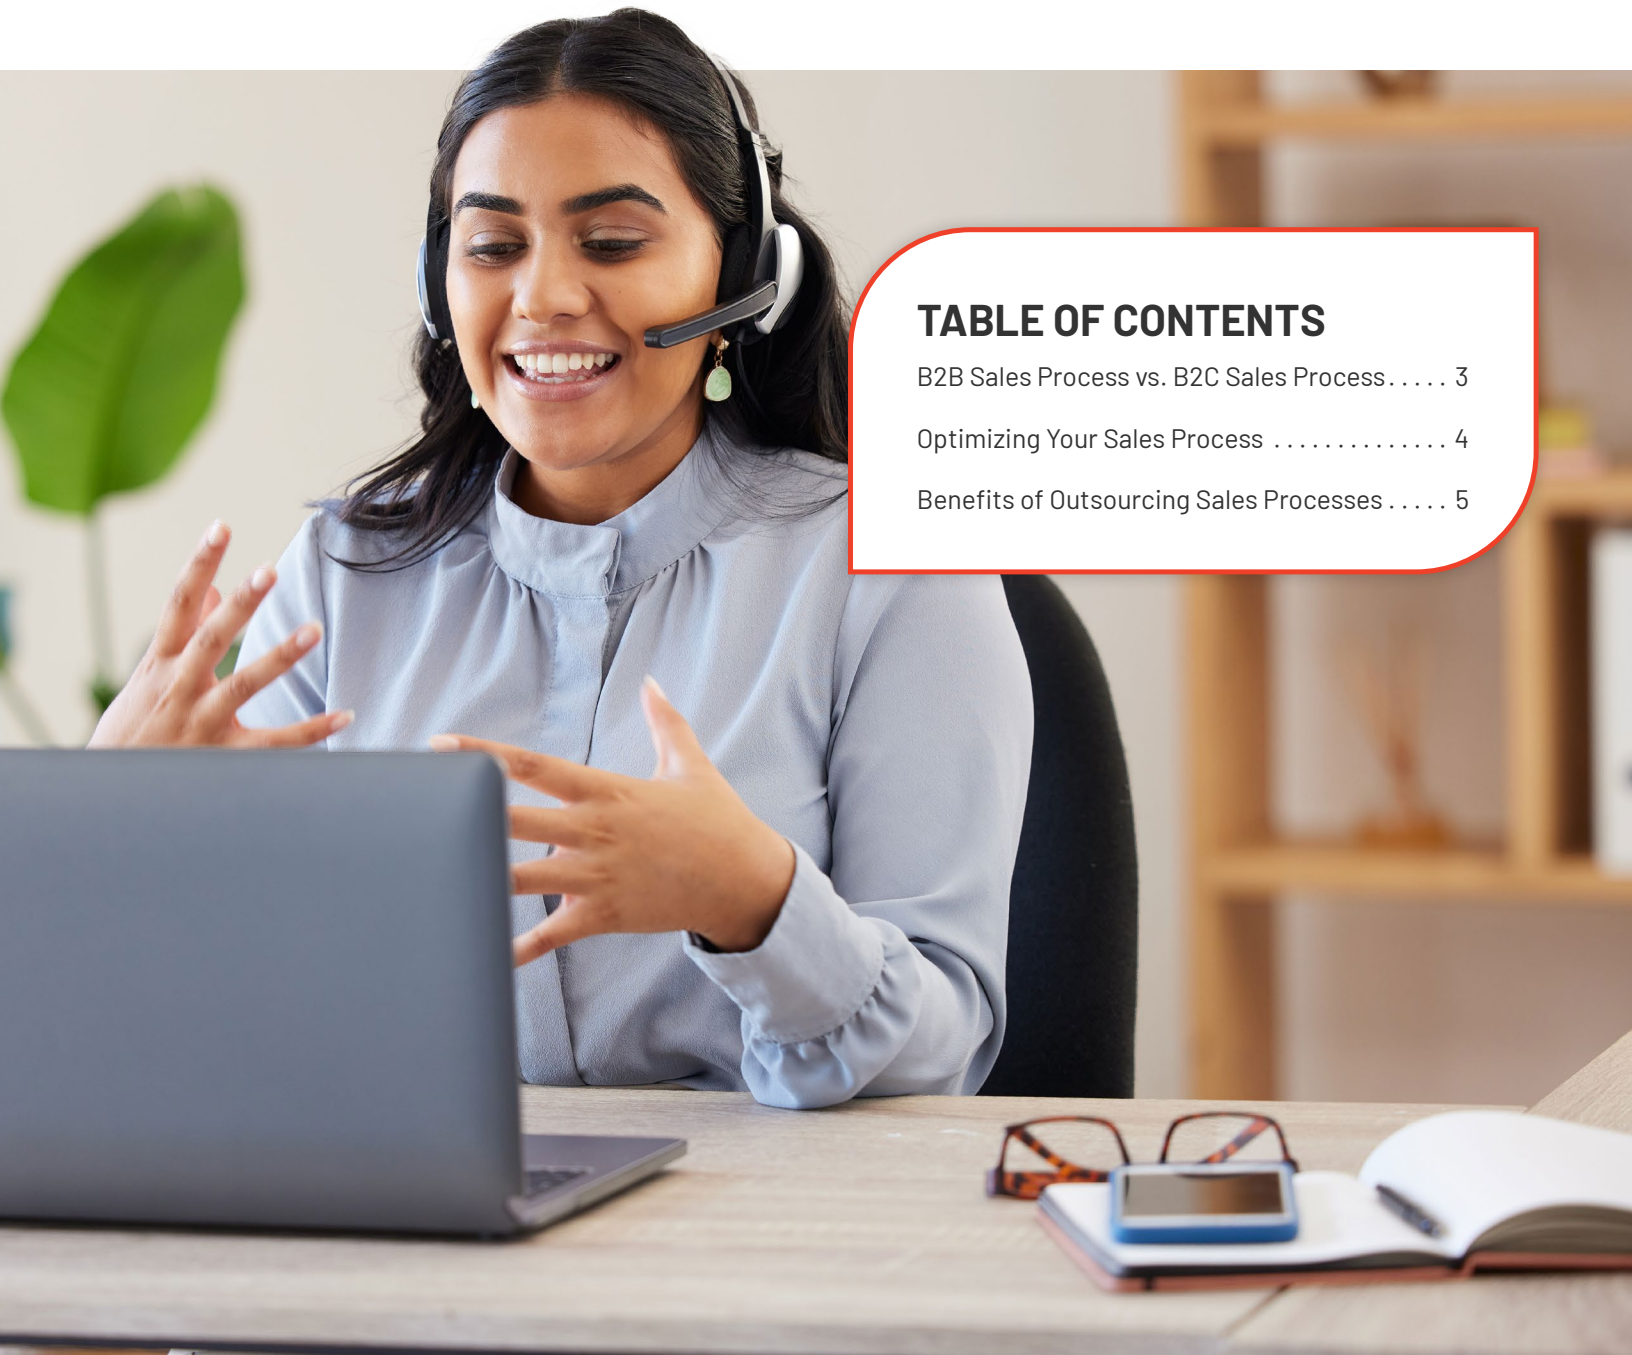 TABLE OF CONTENTS
B2B Sales Process vs. B2C Sales Process. . . . . 3
Optimizing Your Sales Process . . . . . . . . . . . . . . 4
Benefits of Outsourcing Sales Processes . . . . . 5